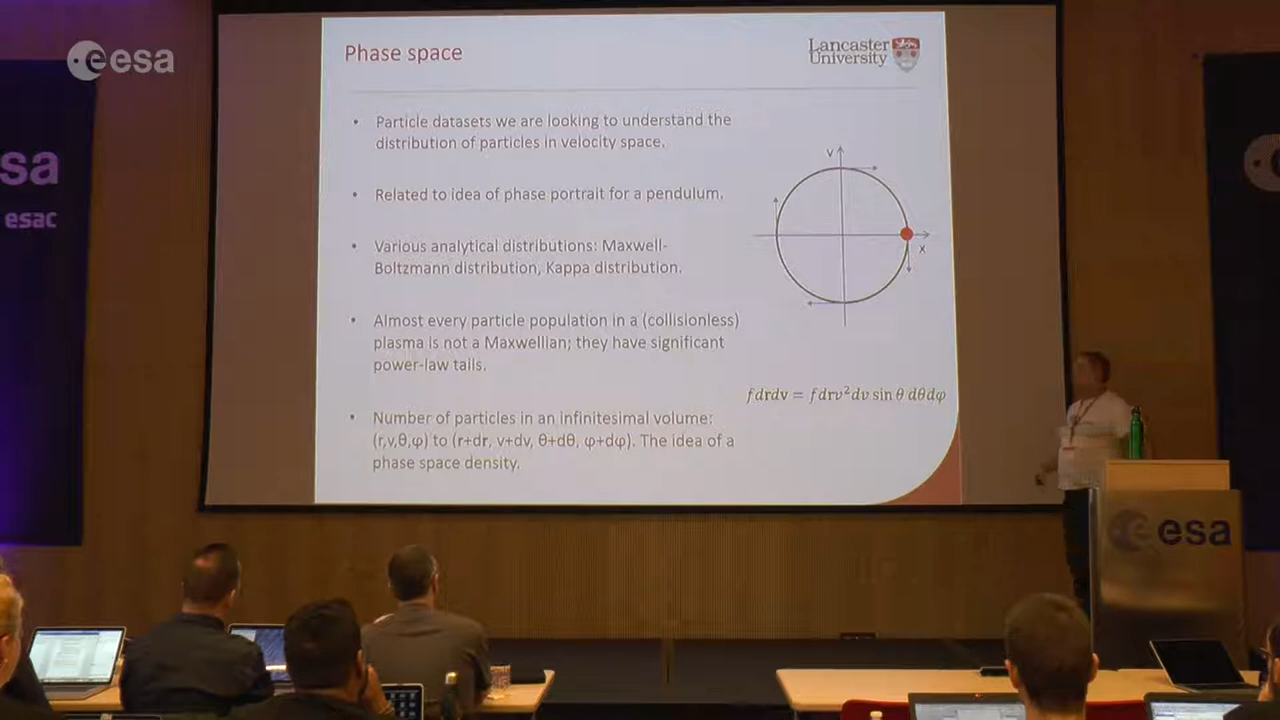 eesa
Phase space
Lancaster
University
• Particle datasets we are looking to understand the
distribution of particles in velocity space.
• Related to idea of phase portrait for a pendulum.
• Various analytical distributions: Maxwell-
Boltzmann distribution, Kappa distribution.
• Almost every particle population in a (collisionless)
plasma is not a Maxwellian; they have significant
power-law tails.
• Number of particles in an infinitesimal volume:
(r,v,θ,φ) to (r+dr, v+dv, θ+dθ, φ+dφ). The idea of a
phase space density.
v
x
fdrdv = fdrv²dv sin θ dθdφ
sa
esac
esa